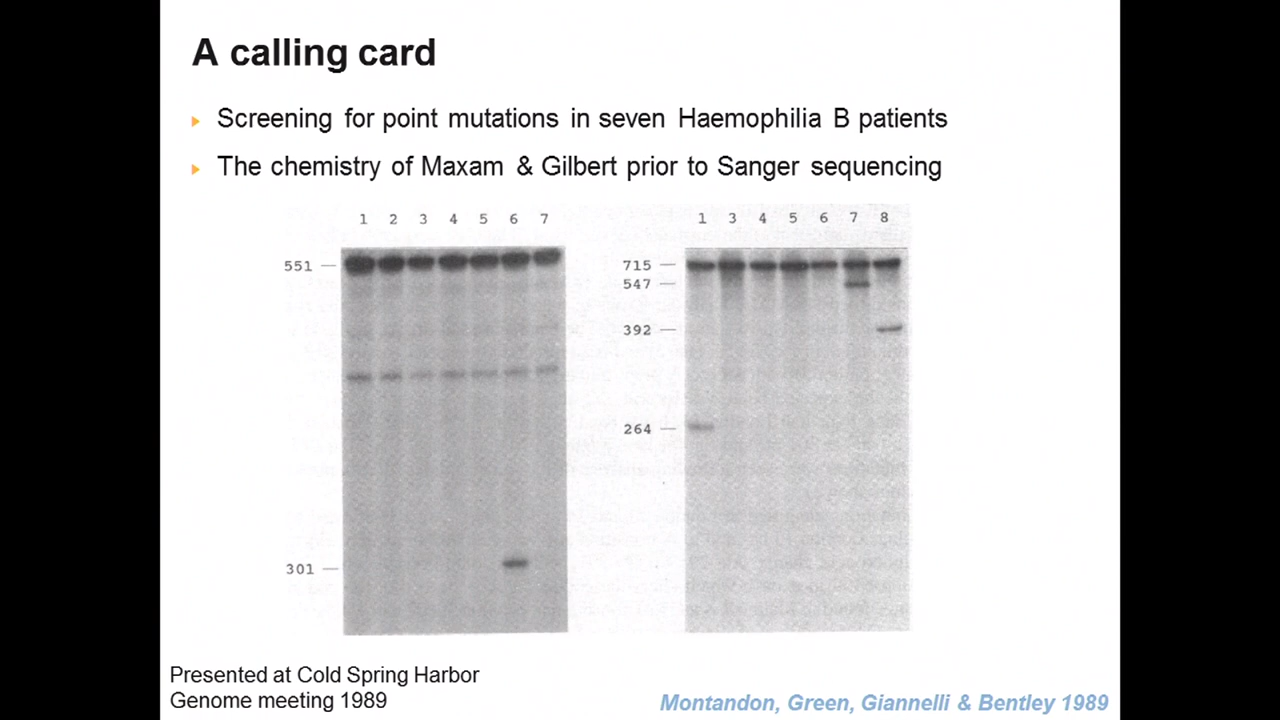 A calling card
Screening for point mutations in seven Haemophilia B patients
The chemistry of Maxam & Gilbert prior to Sanger sequencing
1 2 3 4 5 6 7
551
301
1 3 4 5 6 7 8
715
547
392
264
Presented at Cold Spring Harbor
Genome meeting 1989
Montandon, Green, Giannelli & Bentley 1989